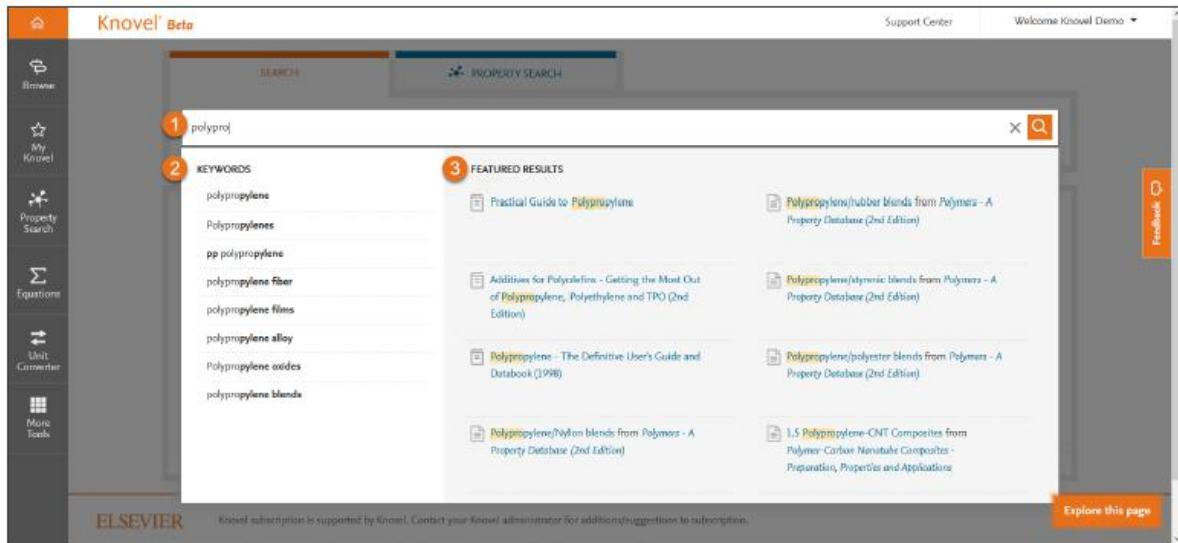 Knovel® Beta
Support Center
Welcome Knovel Demo
Browse
My
Knovel
Property
Search
Equations
Unit
Converter
More
Tools
SEARCH
PROPERTY SEARCH
1
polypro
2
KEYWORDS
polypropylene
Polypropylenes
pp polypropylene
polypropylene fiber
polypropylene films
polypropylene alloy
Polypropylene oxides
polypropylene blends
3
FEATURED RESULTS
Practical Guide to Polypropylene
Additives for Polyolefins - Getting the Most Out
of Polypropylene, Polyethylene and TPO (2nd
Edition)
Polypropylene - The Definitive User's Guide and
Databook (1998)
Polypropylene/Nylon blends from Polymers - A
Property Database (2nd Edition)
Polypropylene/rubber blends from Polymers - A
Property Database (2nd Edition)
Polypropylene/styrenic blends from Polymers - A
Property Database (2nd Edition)
Polypropylene/polyester blends from Polymers - A
Property Database (2nd Edition)
1.5 Polypropylene-CNT Composites from
Polymer-Carbon Nanotube Composites -
Preparation, Properties and Applications
Feedback
ELSEVIER
Knovel subscription is supported by Knovel. Contact your Knovel administrator for additions/suggestions to subscription.
Explore this page